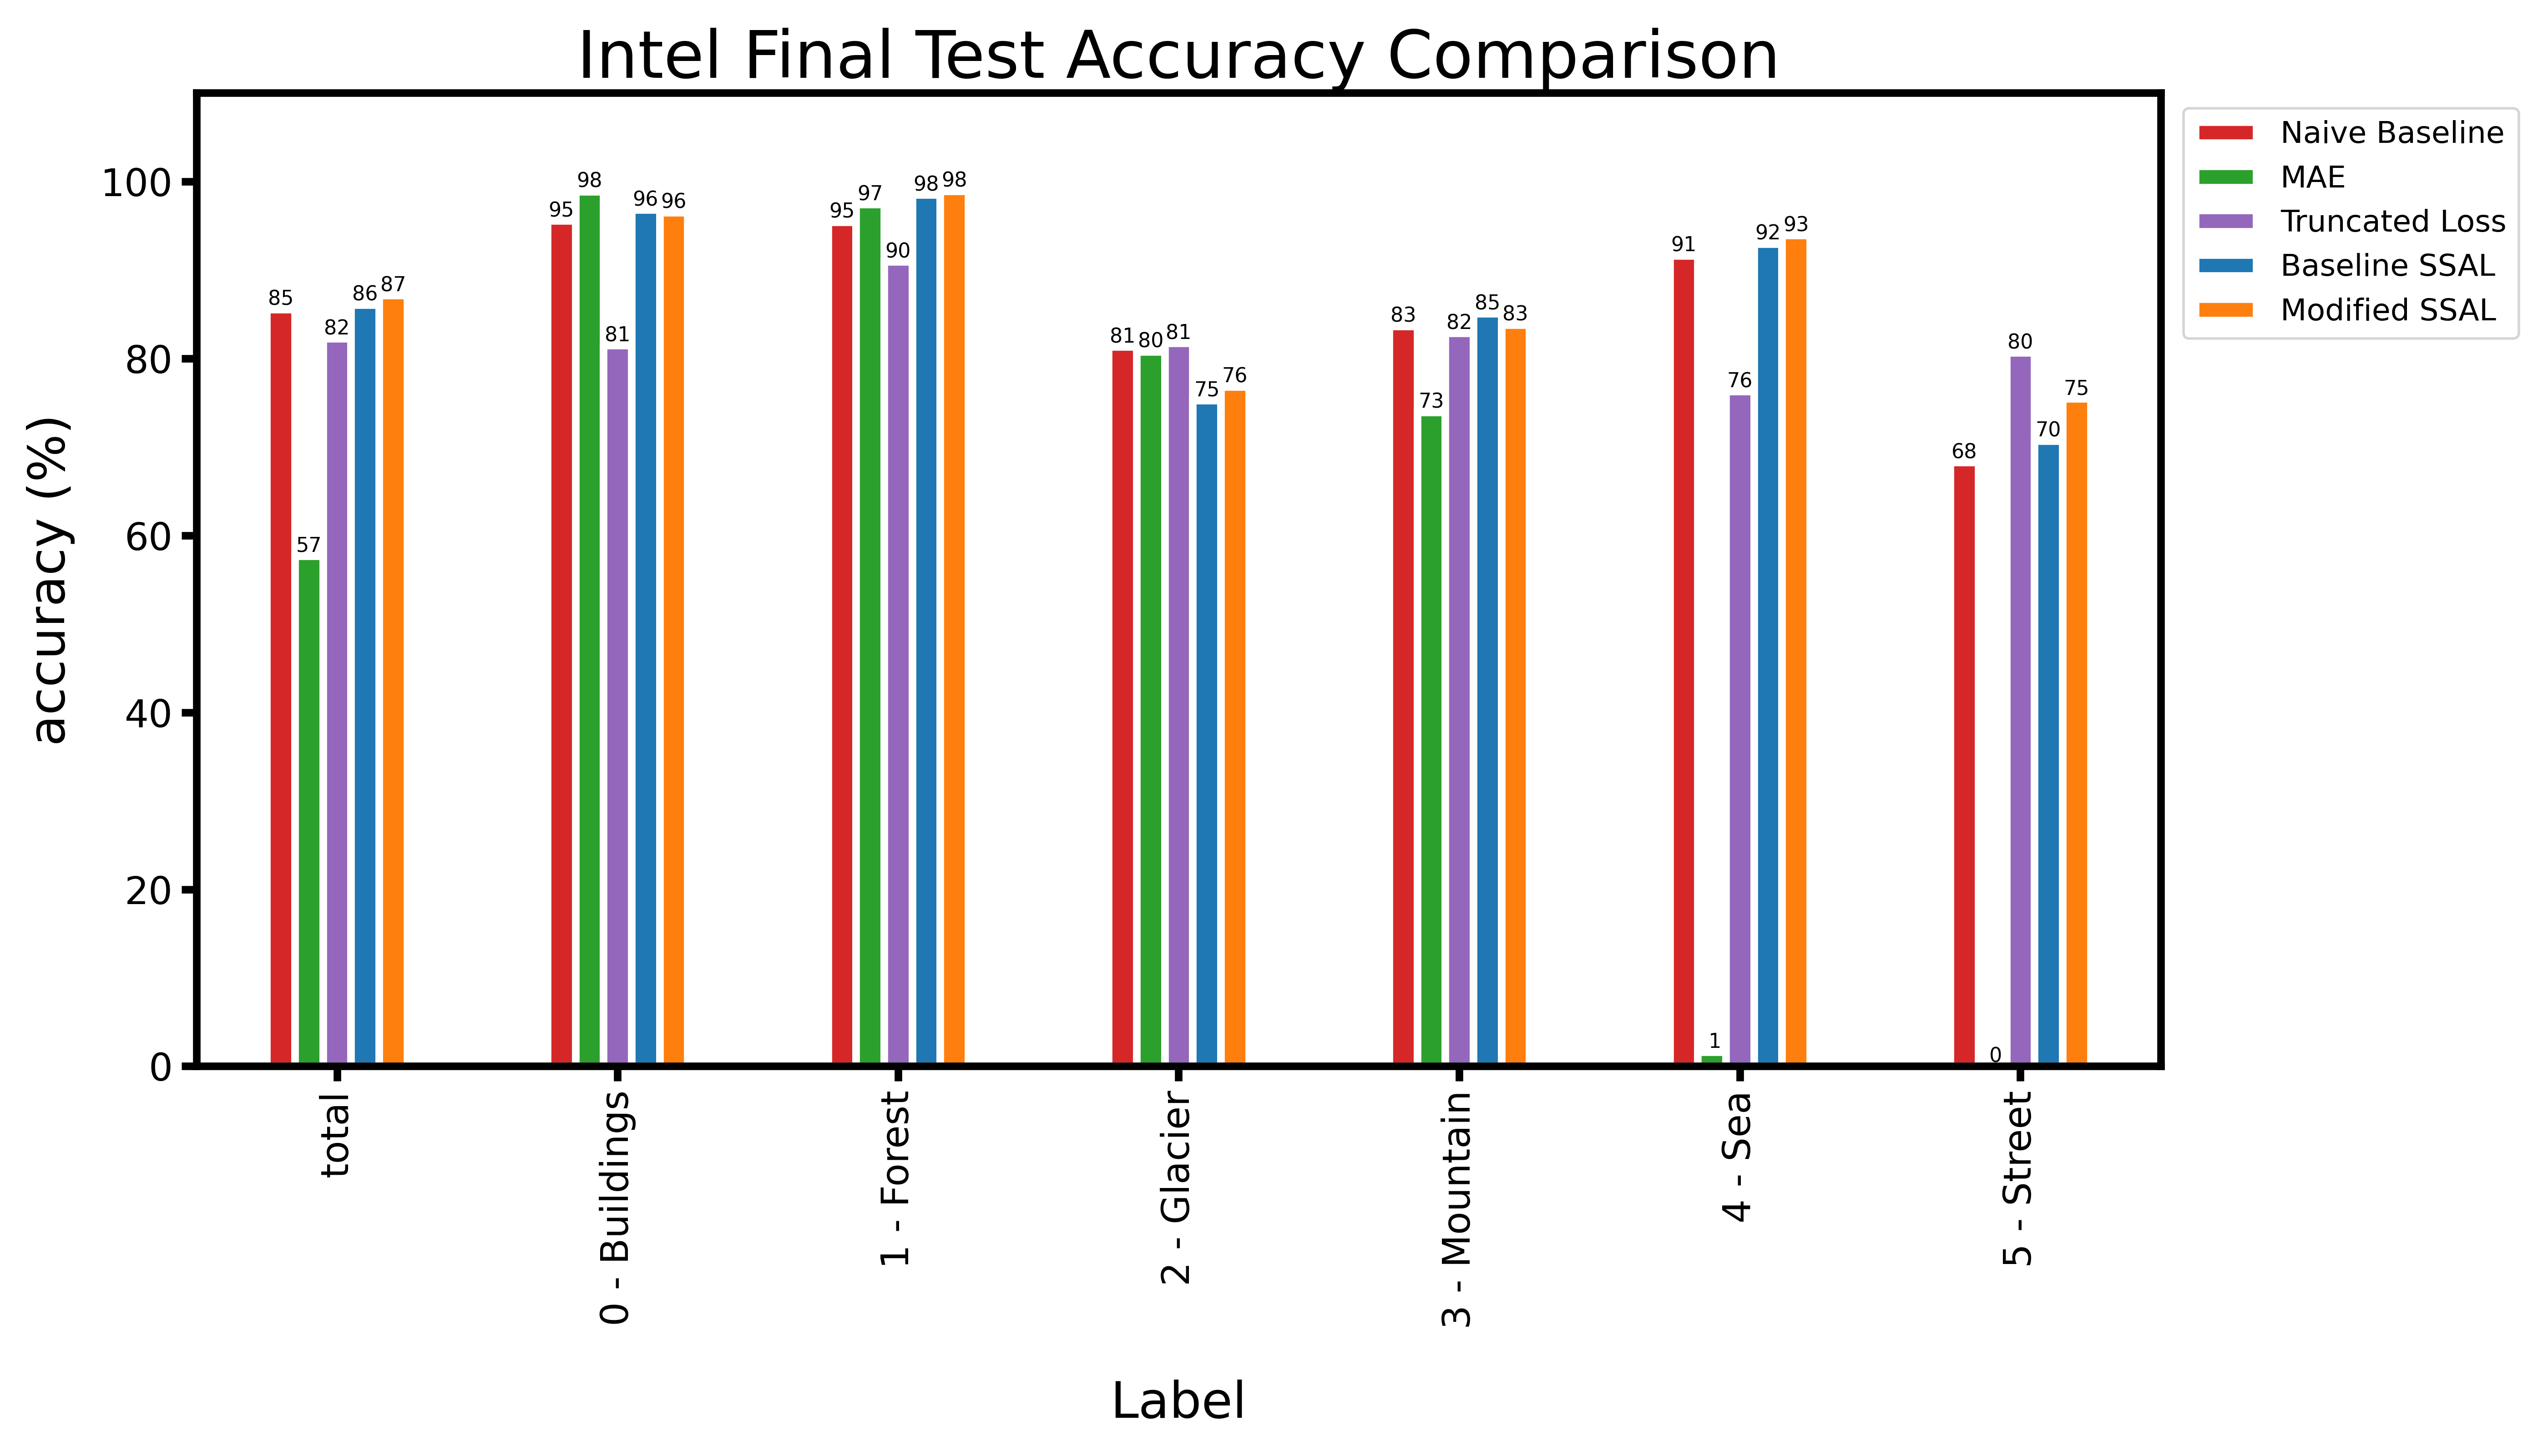 Intel Final Test Accuracy Comparison
Naive Baseline
MAE
Truncated Loss
Baseline SSAL
Modified SSAL
accuracy (%)
100
80
60
40
20
0
85 57 82 86 87
95 98 81 96 96
95 97 90 98 98
81 80 81 75 76
83 73 82 85 83
91 1 76 92 93
68 0 80 70 75
total
0 - Buildings
1 - Forest
2 - Glacier
3 - Mountain
4 - Sea
5 - Street
Label